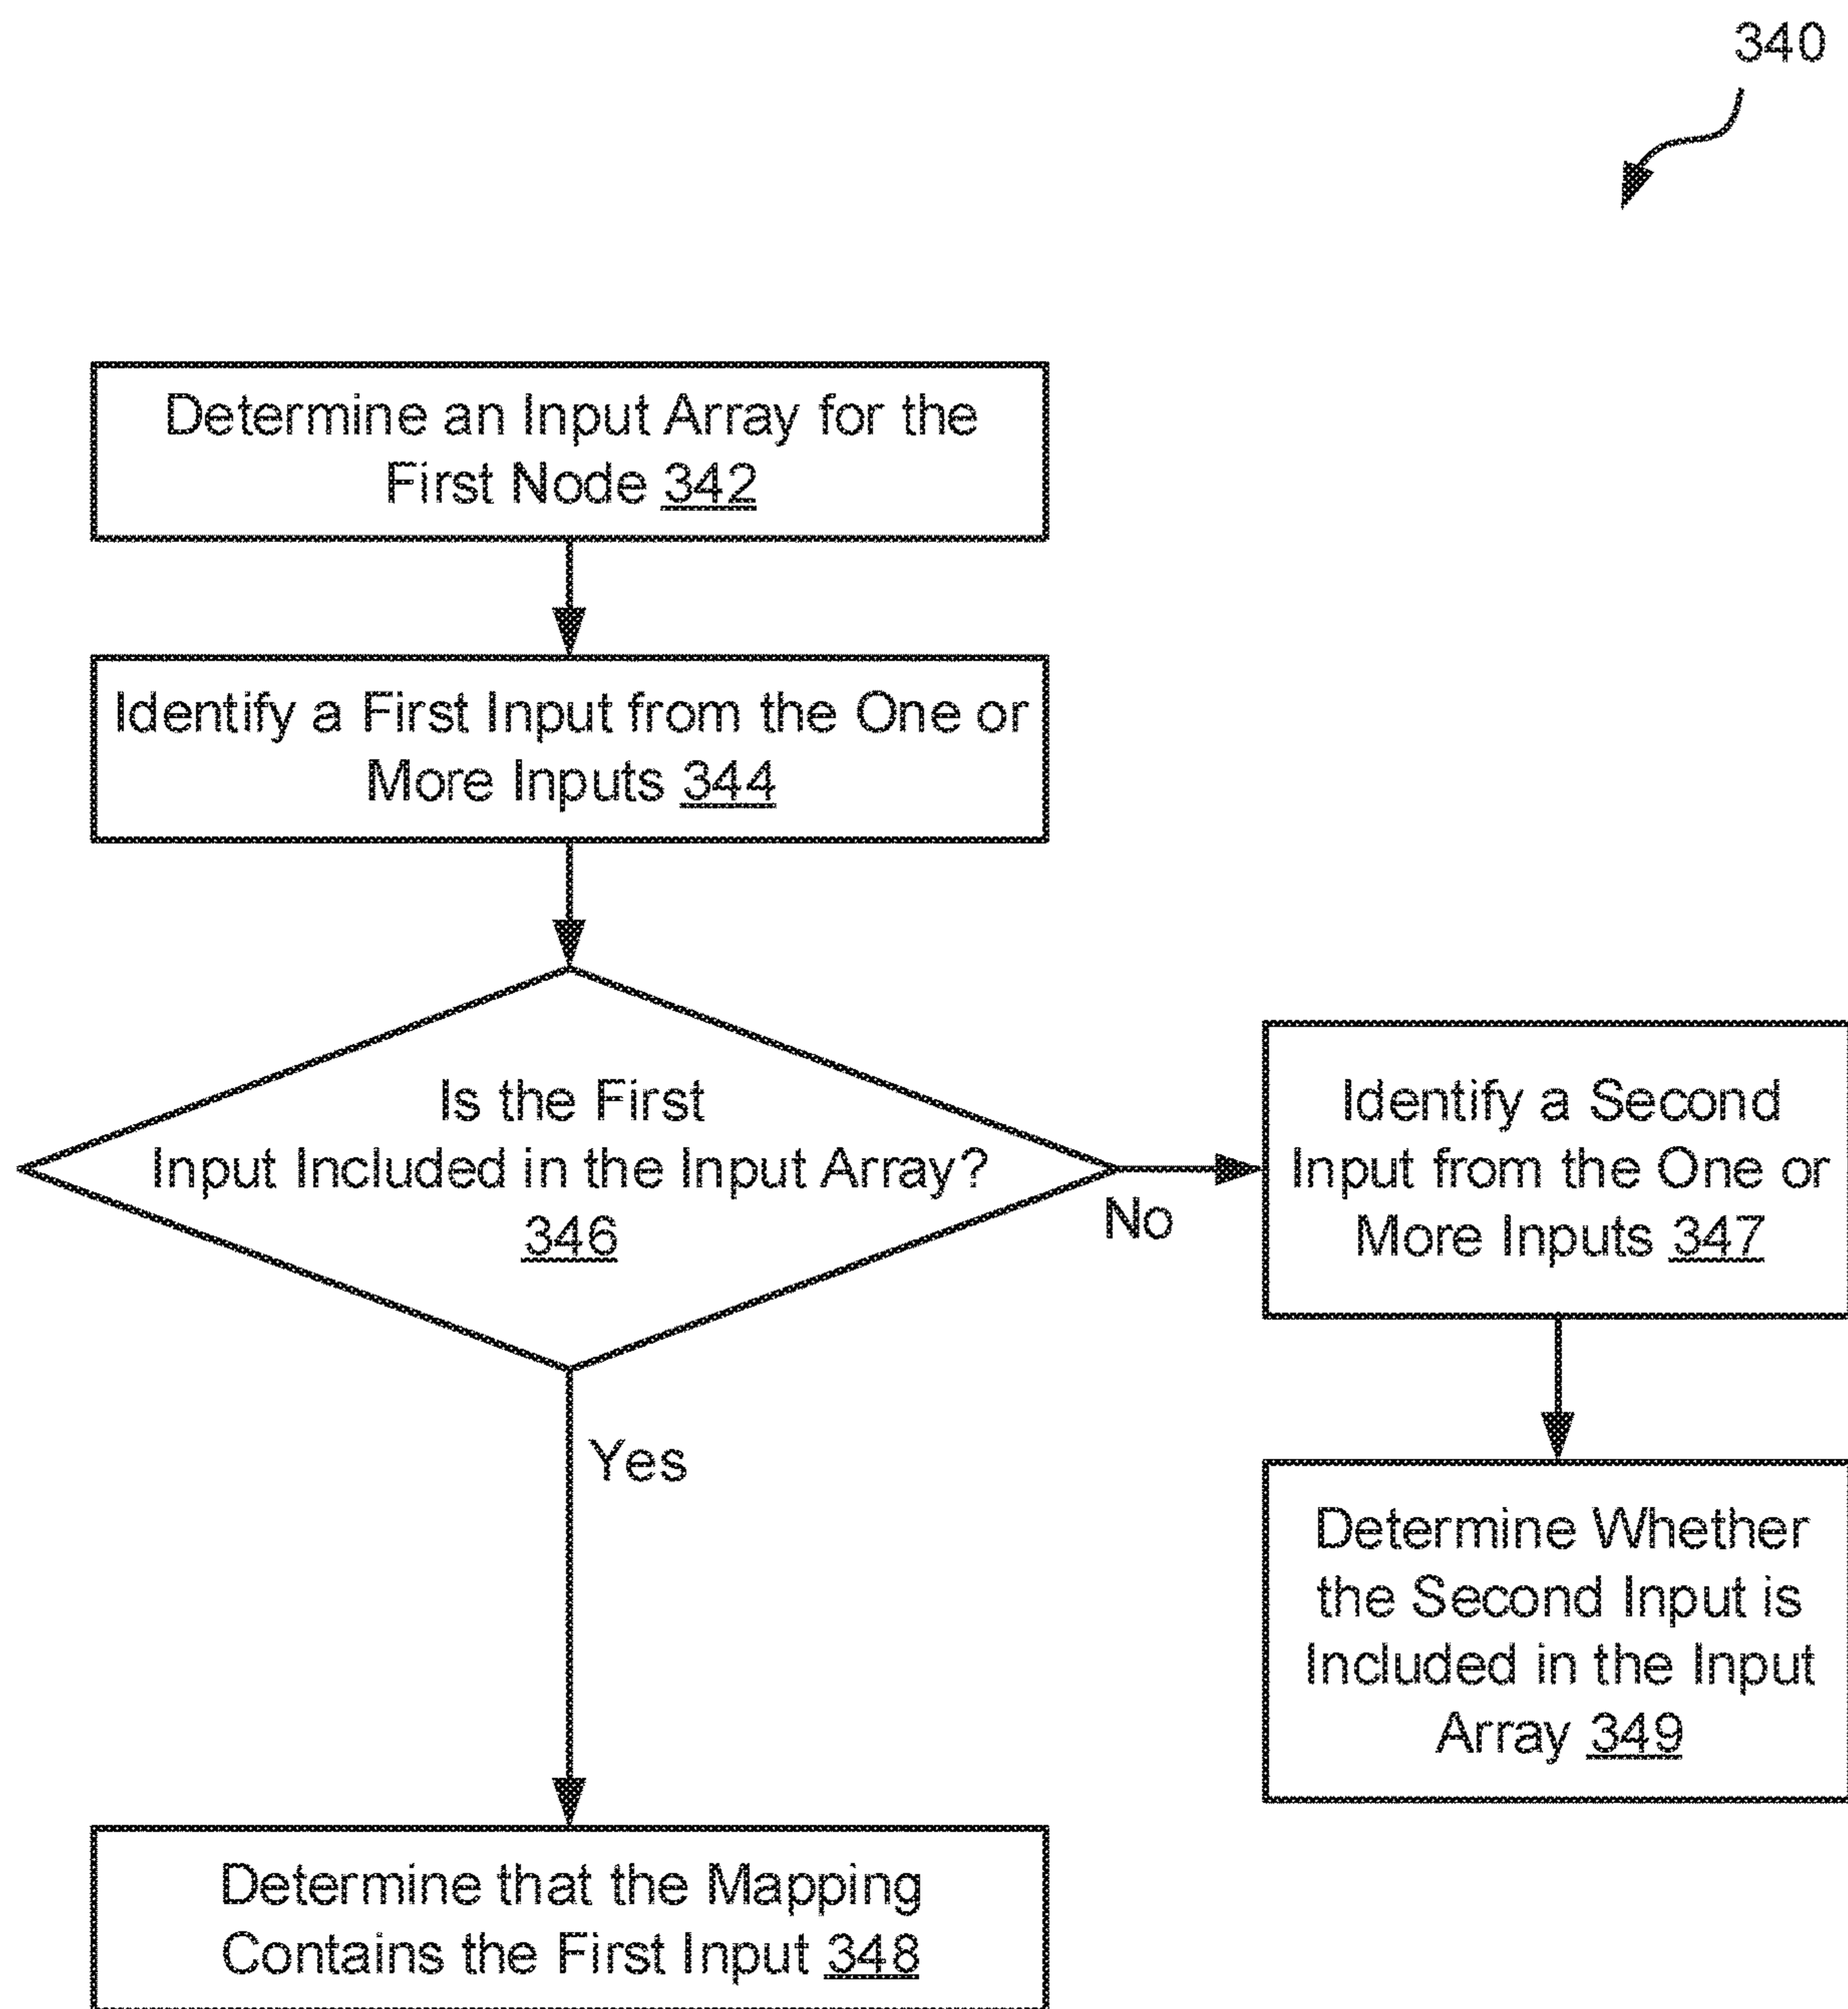 340
Determine an Input Array for the
First Node 342
Identify a First Input from the One or
More Inputs 344
Is the First
Input Included in the Input Array?
346
No
Identify a Second
Input from the One or
More Inputs 347
Yes
Determine Whether
the Second Input is
Included in the Input
Array 349
Determine that the Mapping
Contains the First Input 348